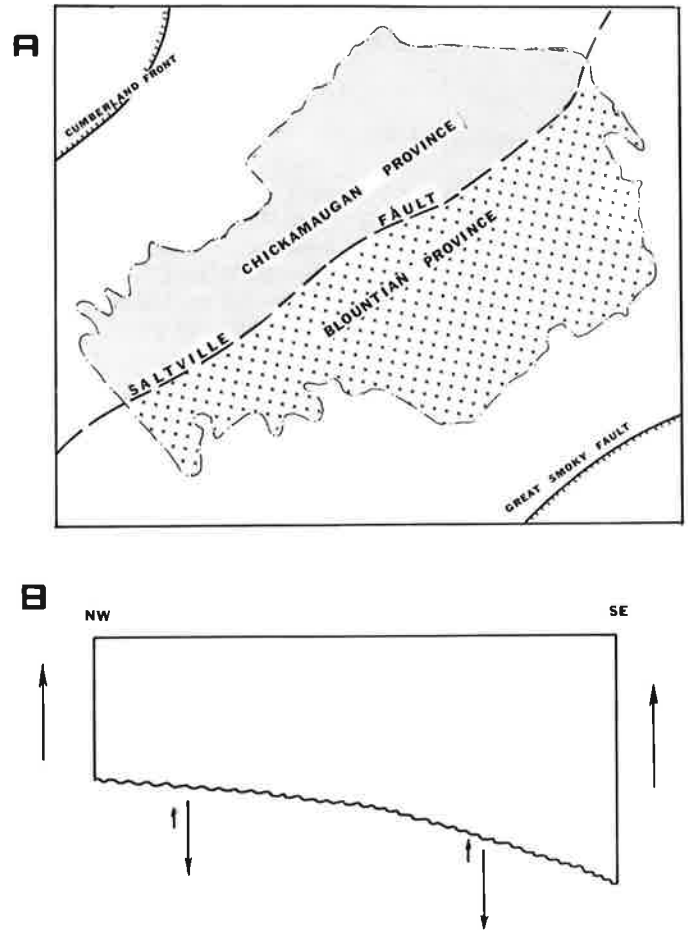 A
CUMBERLAND FRONT
CHICKAMAUGAN PROVINCE
SALTVILLE FAULT
BLOUNTIAN PROVINCE
GREAT SMOKY FAULT
B
NW SE